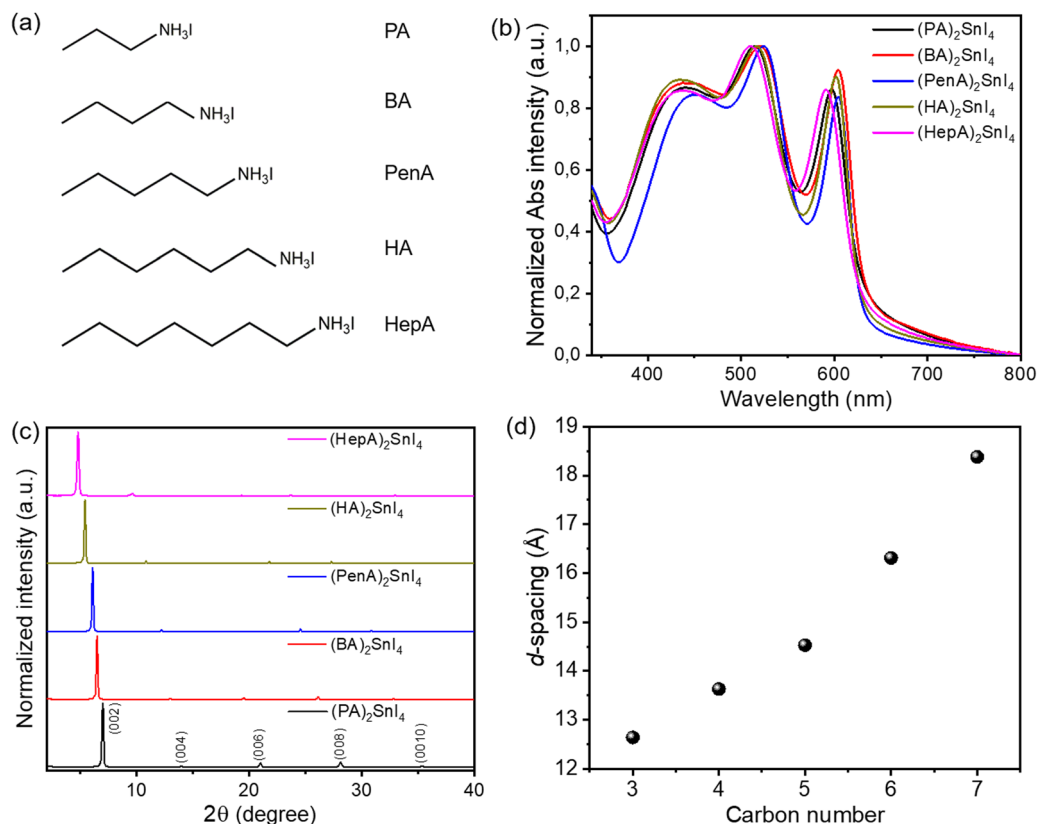 (a)
NH₃I
PA
NH₃I
BA
NH₃I
PenA
NH₃I
HA
NH₃I
HepA
(b)
Normalized Abs intensity (a.u.)
1,0
0,8
0,6
0,4
0,2
0,0
400
500
600
700
800
Wavelength (nm)
(PA)₂SnI₄
(BA)₂SnI₄
(PenA)₂SnI₄
(HA)₂SnI₄
(HepA)₂SnI₄
(c)
Normalized intensity (a.u.)
(HepA)₂SnI₄
(HA)₂SnI₄
(PenA)₂SnI₄
(BA)₂SnI₄
(PA)₂SnI₄
(002)
(004)
(006)
(008)
(0010)
10
20
30
40
2θ (degree)
(d)
d-spacing (Å)
19
18
17
16
15
14
13
12
3
4
5
6
7
Carbon number